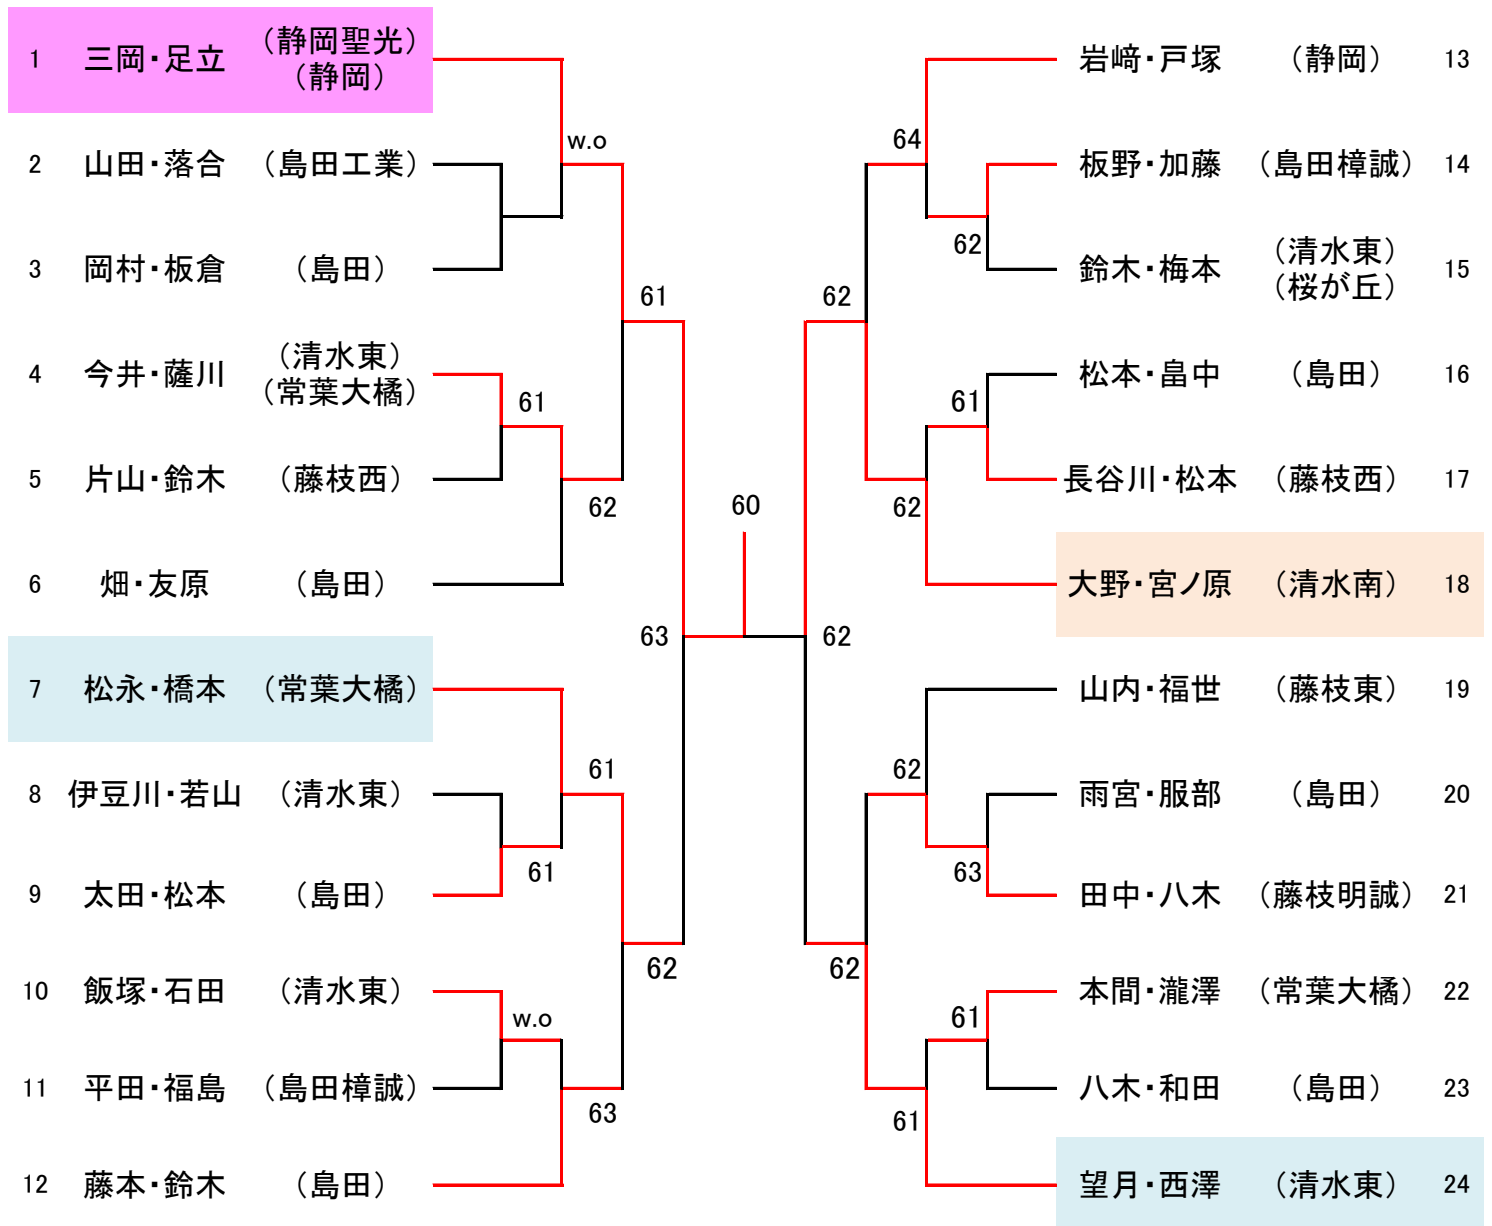 1 三岡・足立 （静岡聖光）
（静岡）
w.o
2 山田・落合 （島田工業）
3 岡村・板倉 （島田）
61
4 今井・薩川 （清水東）
（常葉大橘）
61
5 片山・鈴木 （藤枝西）
62
6 畑・友原 （島田）
63
7 松永・橋本 （常葉大橘）
61
8 伊豆川・若山 （清水東）
61
9 太田・松本 （島田）
62
10 飯塚・石田 （清水東）
w.o
11 平田・福島 （島田樟誠）
63
12 藤本・鈴木 （島田）
60
岩﨑・戸塚 （静岡） 13
64
板野・加藤 （島田樟誠） 14
62
鈴木・梅本 （清水東） 15
（桜が丘）
62
松本・畠中 （島田） 16
61
長谷川・松本 （藤枝西） 17
62
大野・宮ノ原 （清水南） 18
62
山内・福世 （藤枝東） 19
62
雨宮・服部 （島田） 20
63
田中・八木 （藤枝明誠） 21
62
本間・瀧澤 （常葉大橘） 22
61
八木・和田 （島田） 23
61
望月・西澤 （清水東） 24